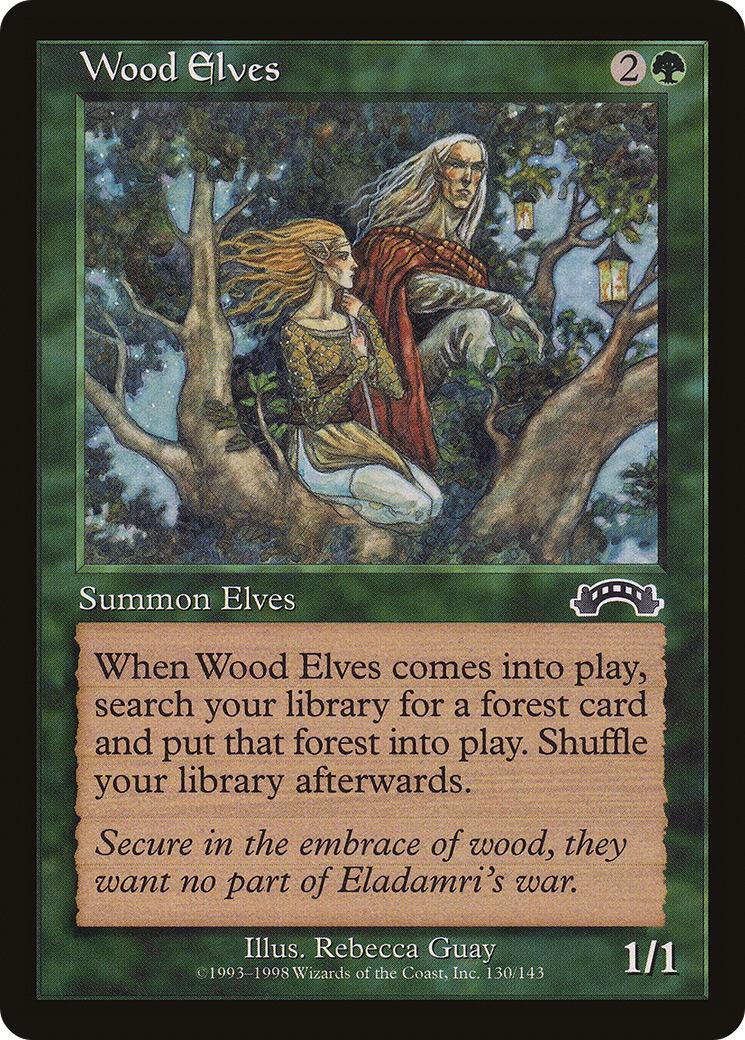 Wood Elves 2
Summon Elves
When Wood Elves comes into play,
search your library for a forest card
and put that forest into play. Shuffle
your library afterwards.
Secure in the embrace of wood, they
want no part of Eladamri's war.
Illus. Rebecca Guay
©1993–1998 Wizards of the Coast, Inc. 130/143
1/1